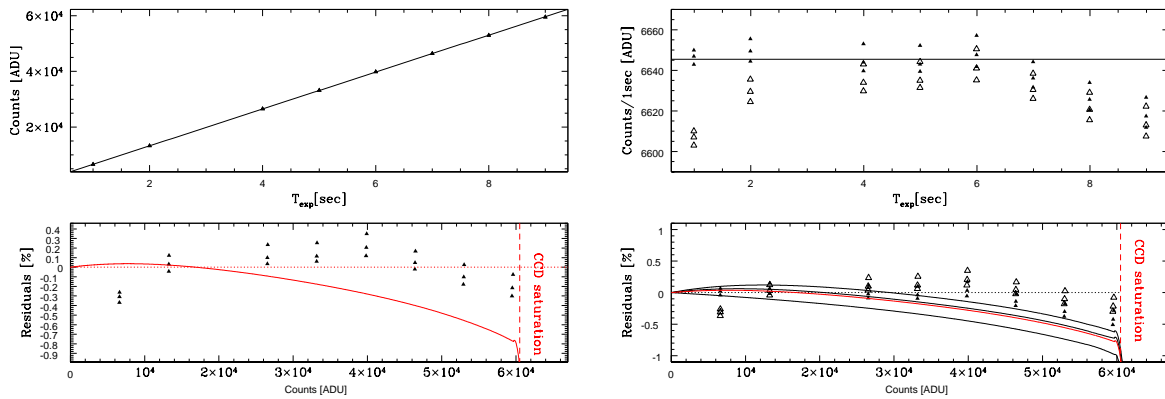 6×10⁴
4×10⁴
2×10⁴
Counts [ADU]
2 4 6 8
T_exp[sec]
6660
6640
6620
6600
Counts/1sec [ADU]
2 4 6 8
T_exp[sec]
0.4
0.3
0.2
0.1
0
-0.1
-0.2
-0.3
-0.4
-0.5
-0.6
-0.7
-0.8
-0.9
Residuals [%]
CCD saturation
0 10⁴ 2×10⁴ 3×10⁴ 4×10⁴ 5×10⁴ 6×10⁴
Counts [ADU]
1
0.5
0
-0.5
-1
Residuals [%]
CCD saturation
0 10⁴ 2×10⁴ 3×10⁴ 4×10⁴ 5×10⁴ 6×10⁴
Counts [ADU]